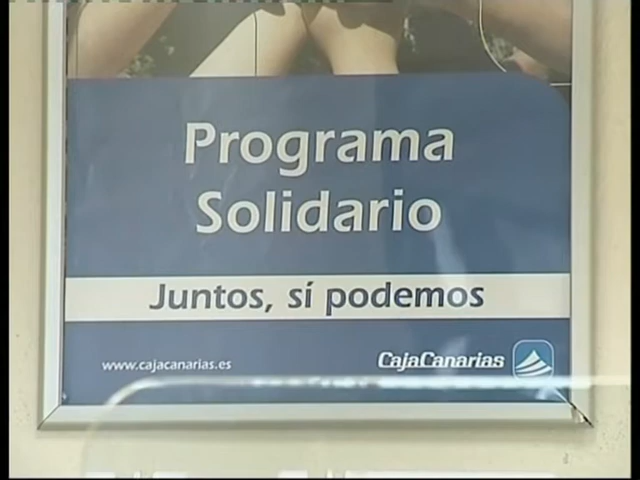 Programa
Solidario
Juntos, sí podemos
www.cajacanarias.es
CajaCanarias